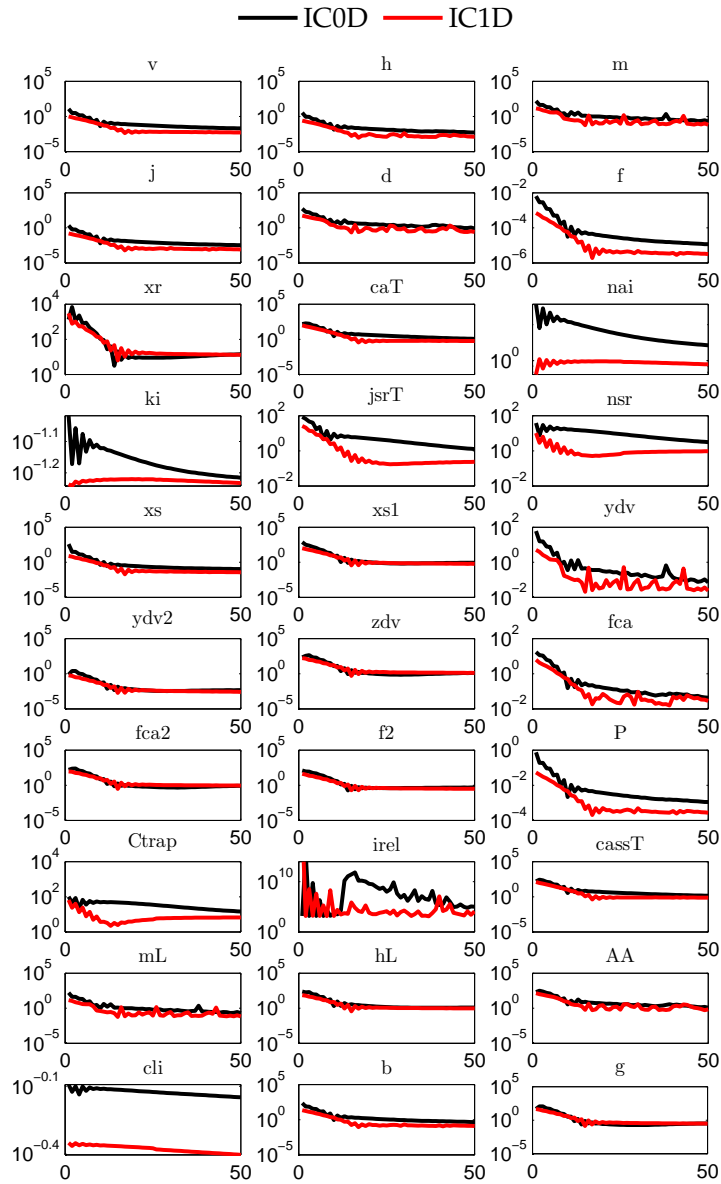 IC0D IC1D
v h m
10^5 10^5 10^5
10^0 10^0 10^0
10^-5 10^-5 10^-5
0 50 0 50 0 50
j d f
10^5 10^5 10^-2
10^0 10^0 10^-4
10^-5 10^-5 10^-6
0 50 0 50 0 50
xr caT nai
10^4 10^5
10^2 10^0 10^0
10^0 10^-5
0 50 0 50 0 50
ki jsrT nsr
10^-1.1 10^2 10^2
10^-1.2 10^0 10^0
10^-2 10^-2
0 50 0 50 0 50
xs xs1 ydv
10^5 10^5 10^2
10^0 10^0 10^0
10^-5 10^-5 10^-2
0 50 0 50 0 50
ydv2 zdv fca
10^5 10^5 10^2
10^0 10^0 10^0
10^-5 10^-5 10^-2
0 50 0 50 0 50
fca2 f2 P
10^5 10^5 10^0
10^0 10^0 10^-2
10^-5 10^-5 10^-4
0 50 0 50 0 50
Ctrap irel cassT
10^4 10^10 10^5
10^2 10^0
10^0 10^0 10^-5
0 50 0 50 0 50
mL hL AA
10^5 10^5 10^5
10^0 10^0 10^0
10^-5 10^-5 10^-5
0 50 0 50 0 50
cli b g
10^-0.1 10^5 10^5
10^0 10^0
10^-0.4 10^-5 10^-5
0 50 0 50 0 50